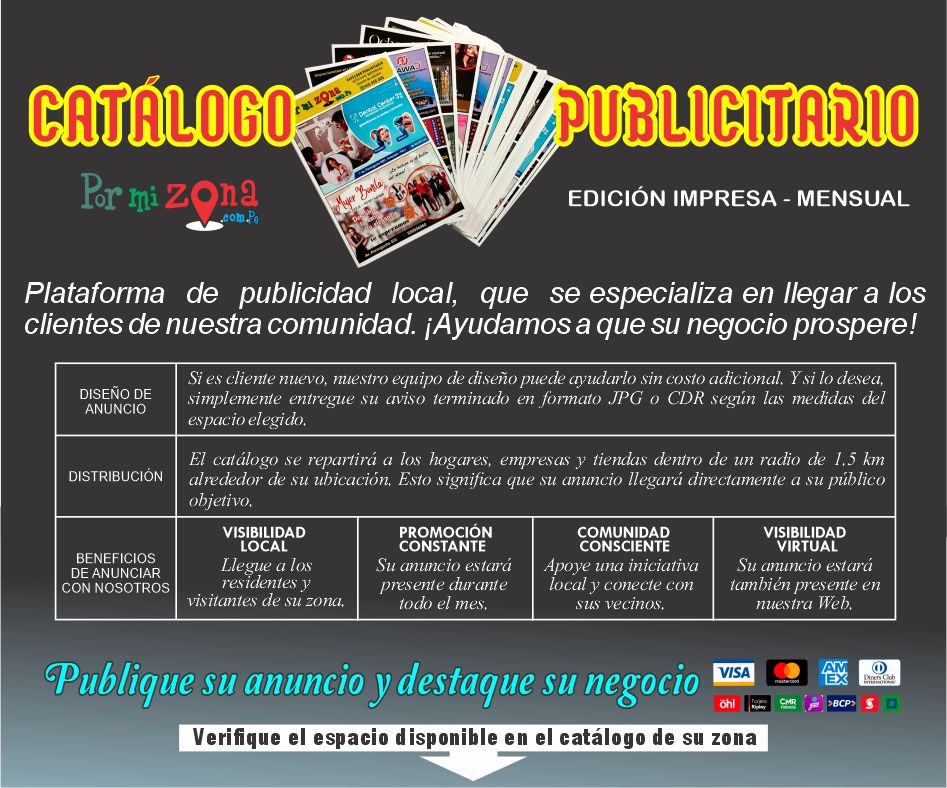 CATÁLOGO
PUBLICITARIO
Por mi zona
.com.Pe
EDICIÓN IMPRESA - MENSUAL
Dental Center
Mujer Bonita
Plataforma de publicidad local, que se especializa en llegar a los
clientes de nuestra comunidad. ¡Ayudamos a que su negocio prospere!
DISEÑO DE
ANUNCIO
Si es cliente nuevo, nuestro equipo de diseño puede ayudarlo sin costo adicional. Y si lo desea,
simplemente entregue su aviso terminado en formato JPG o CDR según las medidas del
espacio elegido.
DISTRIBUCIÓN
El catálogo se repartirá a los hogares, empresas y tiendas dentro de un radio de 1.5 km
alrededor de su ubicación. Esto significa que su anuncio llegará directamente a su público
objetivo.
BENEFICIOS
DE ANUNCIAR
CON NOSOTROS
VISIBILIDAD
LOCAL
Llegue a los
residentes y
visitantes de su zona.
PROMOCIÓN
CONSTANTE
Su anuncio estará
presente durante
todo el mes.
COMUNIDAD
CONSCIENTE
Apoye una iniciativa
local y conecte con
sus vecinos.
VISIBILIDAD
VIRTUAL
Su anuncio estará
también presente en
nuestra Web.
Publique su anuncio y destaque su negocio
VISA
mastercard
AMEX
Diners Club
INTERNATIONAL
oh!
Tarjeta
Ripley
CMR
Falabella
BCP
Verifique el espacio disponible en el catálogo de su zona